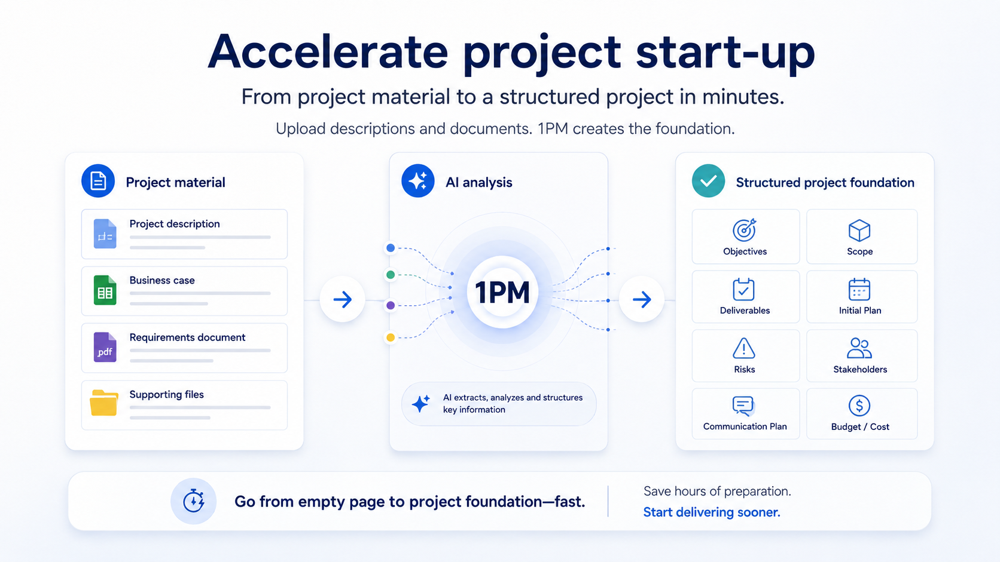 Accelerate project start-up
From project material to a structured project in minutes.
Upload descriptions and documents. 1PM creates the foundation.
Project material
Project description
Business case
Requirements document
pdf
Supporting files
AI analysis
1PM
AI extracts, analyzes and structures
key information
Structured project foundation
Objectives
Scope
Deliverables
Initial Plan
Risks
Stakeholders
Communication Plan
Budget / Cost
Go from empty page to project foundation—fast.
Save hours of preparation.
Start delivering sooner.